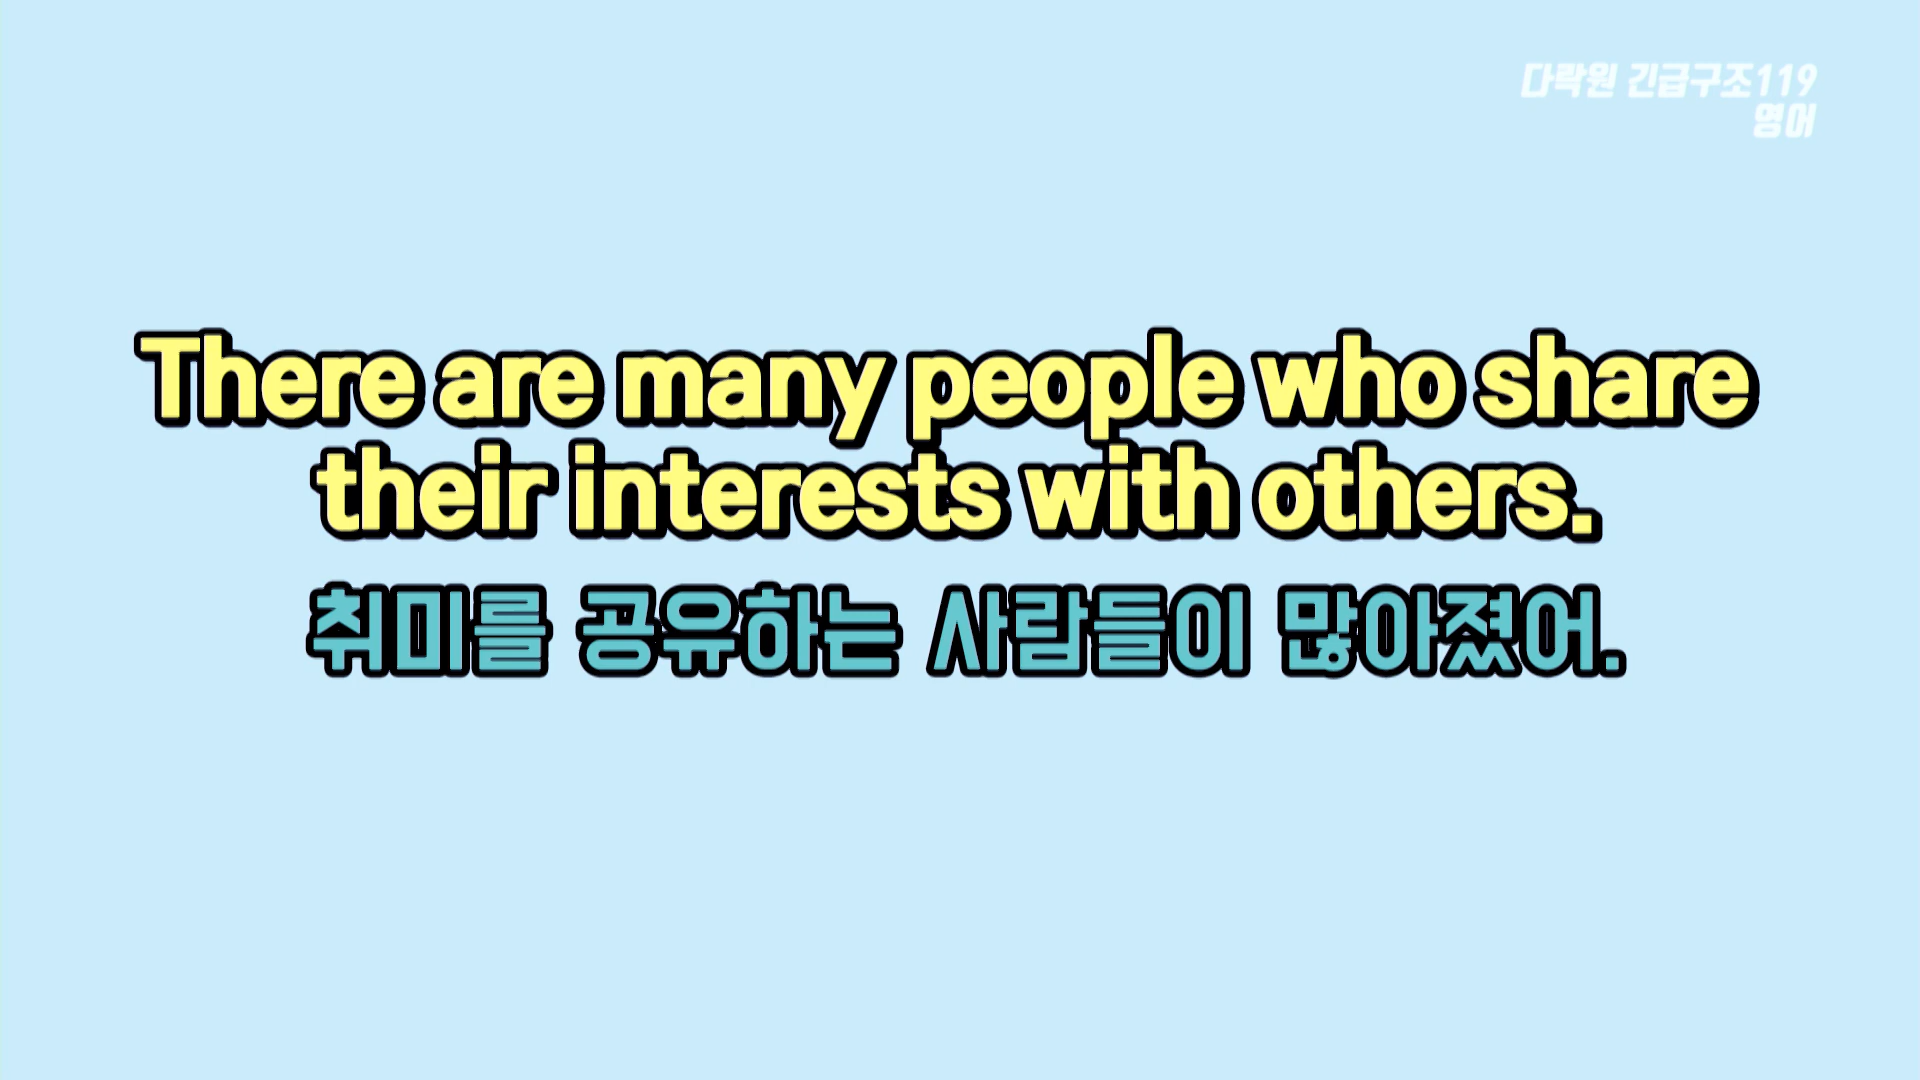 다락원 긴급구조119
영어
There are many people who share
their interests with others.
취미를 공유하는 사람들이 많아졌어.